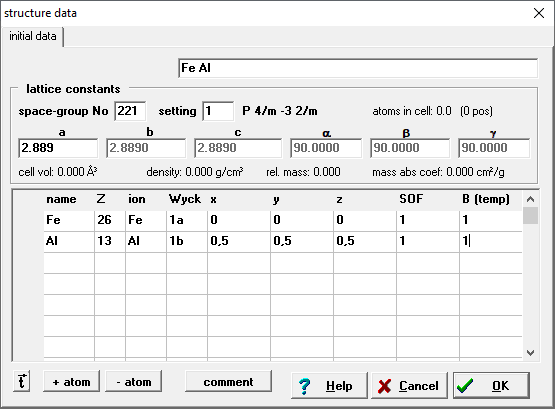 structure data
initial data
Fe Al
lattice constants
space-group No 221 setting 1 P 4/m -3 2/m atoms in cell: 0.0 (0 pos)
a b c α β γ
2.889 2.8890 2.8890 90.0000 90.0000 90.0000
cell vol: 0.000 Å³ density: 0.000 g/cm³ rel. mass: 0.000 mass abs coef: 0.000 cm²/g
name Z ion Wyck x y z SOF B (temp)
Fe 26 Fe 1a 0 0 0 1 1
Al 13 Al 1b 0,5 0,5 0,5 1 1
t + atom - atom comment ? Help Cancel OK